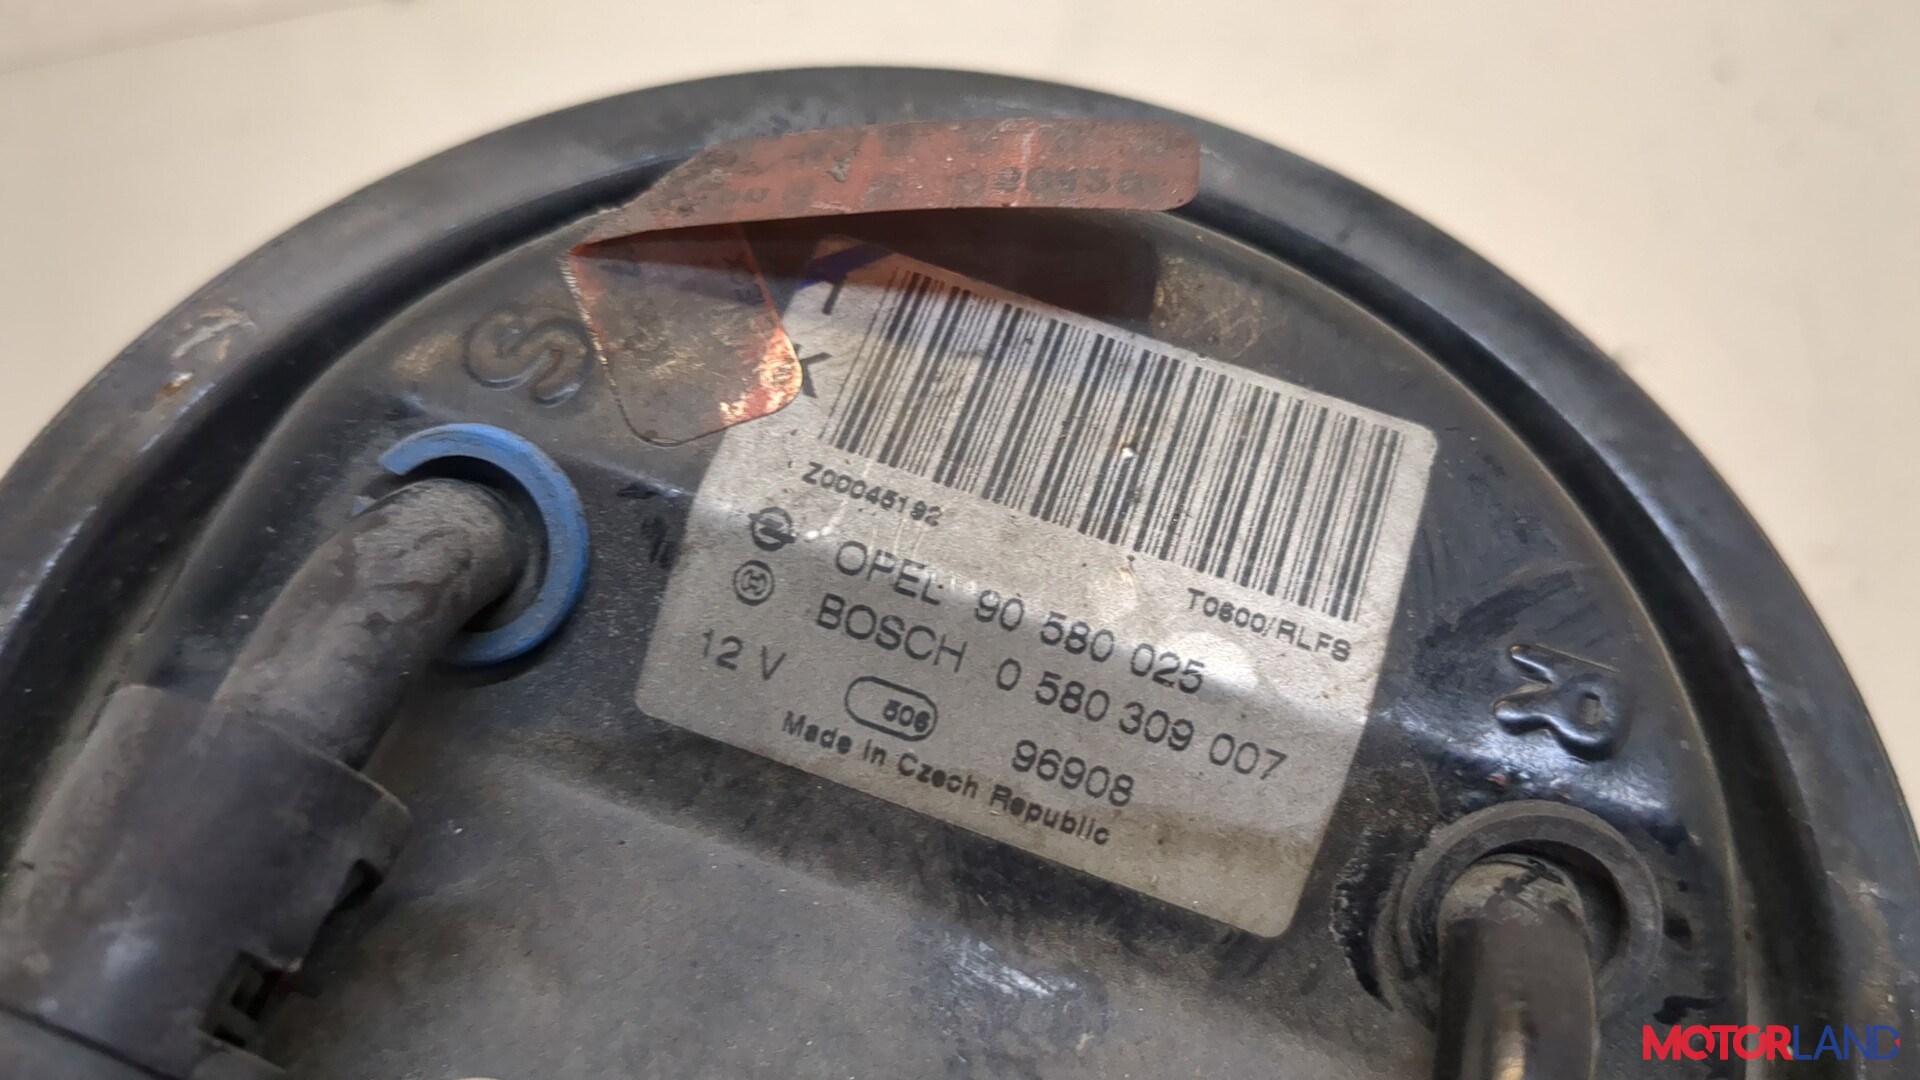 S
K
Z00045192
T0600/RLFS
OPEL 90 580 025
BOSCH 0 580 309 007
12 V
506
96908
Made in Czech Republic
R
MOTORLAND